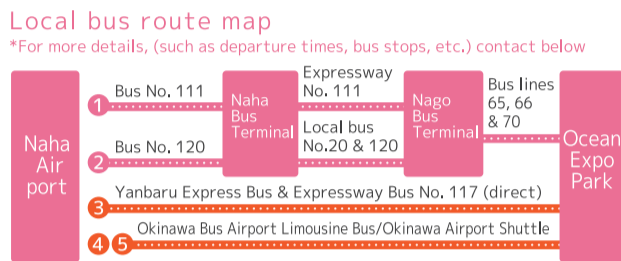 Local bus route map
*For more details, (such as departure times, bus stops, etc.) contact below
Naha
Air
port
1 Bus No. 111
Naha
Bus
Terminal
Expressway
No. 111
Nago
Bus
Terminal
Bus lines
65, 66
& 70
Ocean
Expo
Park
2 Bus No. 120
Local bus
No.20 & 120
3 Yanbaru Express Bus & Expressway Bus No. 117 (direct)
4 5 Okinawa Bus Airport Limousine Bus/Okinawa Airport Shuttle